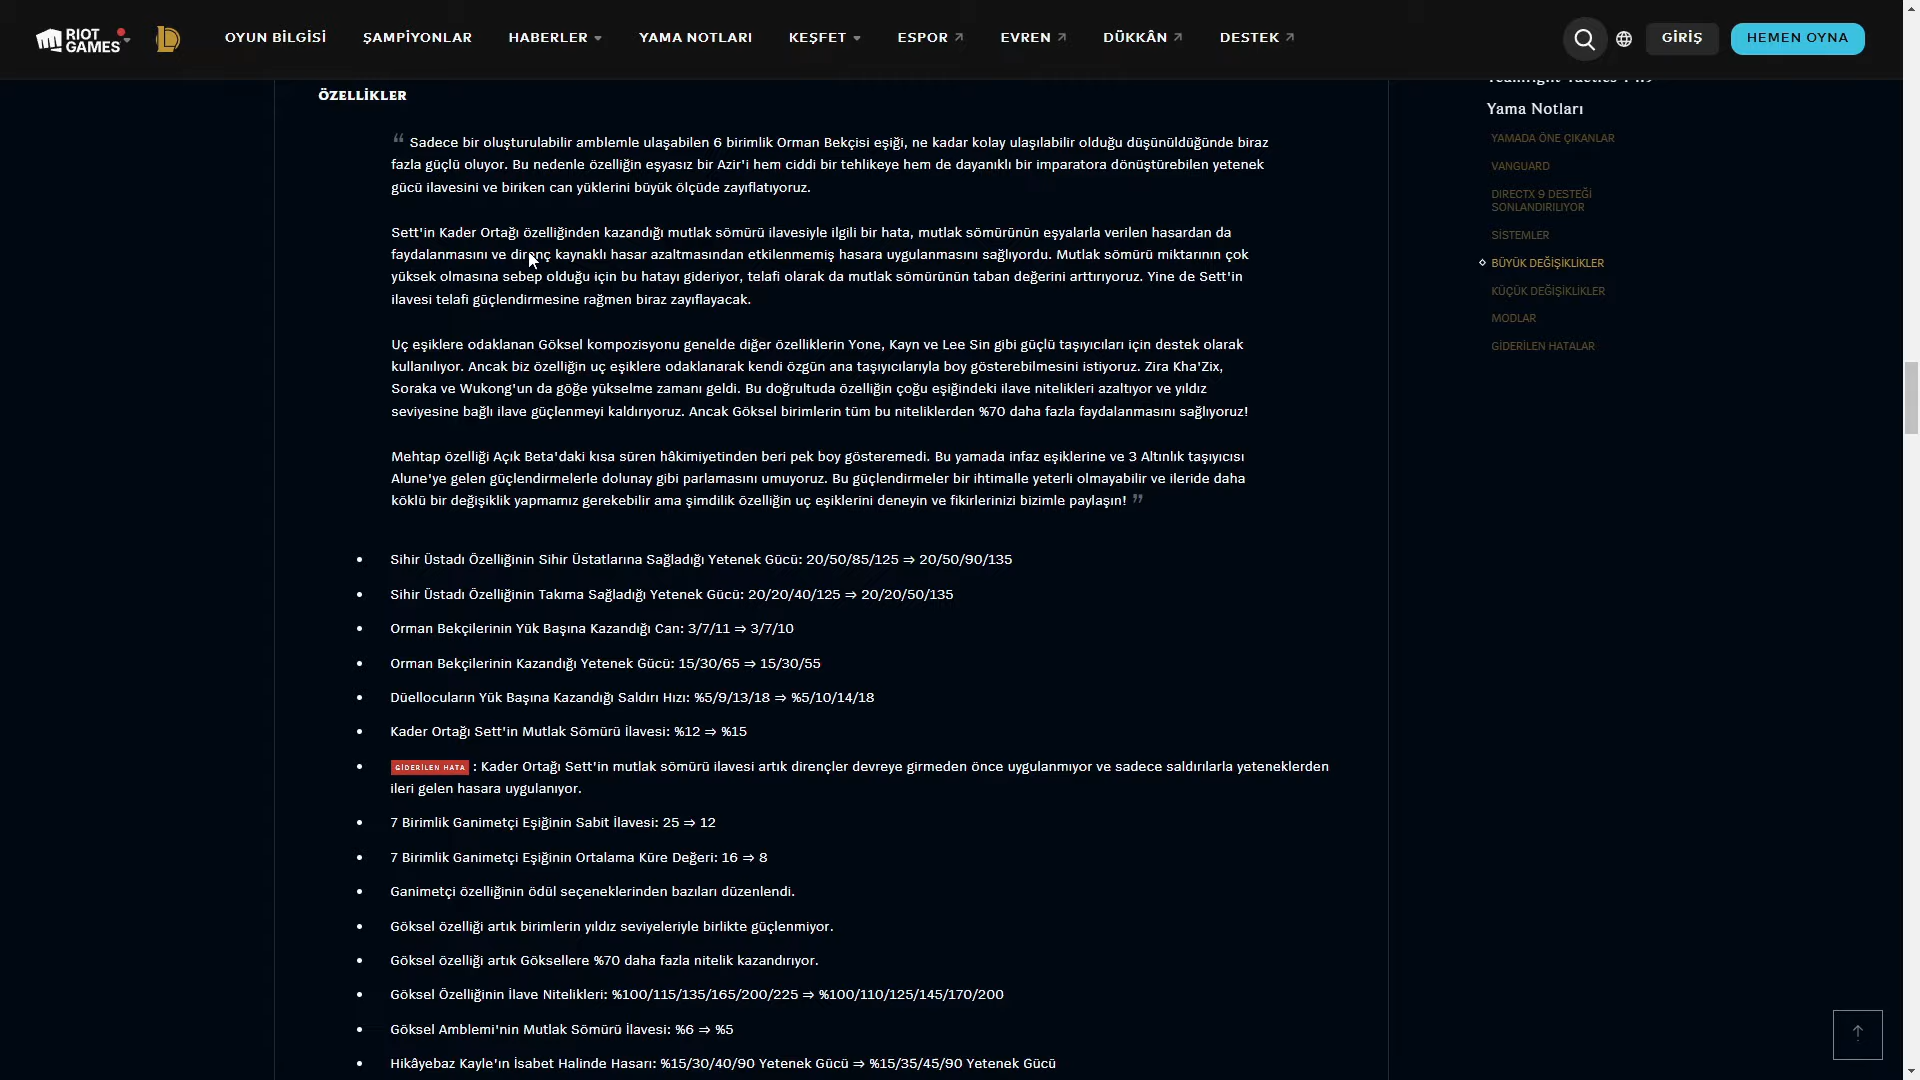 RIOT GAMES
OYUN BİLGİSİ
ŞAMPİYONLAR
HABERLER
YAMA NOTLARI
KEŞFET
ESPOR
EVREN
DÜKKÂN
DESTEK
GİRİŞ
HEMEN OYNA
ÖZELLİKLER
“ Sadece bir oluşturulabilir amblemle ulaşabilen 6 birimlik Orman Bekçisi eşiği, ne kadar kolay ulaşılabilir olduğu düşünüldüğünde biraz
fazla güçlü oluyor. Bu nedenle özelliğin eşyasız bir Azir'i hem ciddi bir tehlikeye hem de dayanıklı bir imparatora dönüştürebilen yetenek
gücü ilavesini ve biriken can yüklerini büyük ölçüde zayıflatıyoruz.
Sett'in Kader Ortağı özelliğinden kazandığı mutlak sömürü ilavesiyle ilgili bir hata, mutlak sömürünün eşyalarla verilen hasardan da
faydalanmasını ve direnç kaynaklı hasar azaltmasından etkilenmemiş hasara uygulanmasını sağlıyordu. Mutlak sömürü miktarının çok
yüksek olmasına sebep olduğu için bu hatayı gideriyor, telafi olarak da mutlak sömürünün taban değerini arttırıyoruz. Yine de Sett'in
ilavesi telafi güçlendirmesine rağmen biraz zayıflayacak.
Uç eşiklere odaklanan Göksel kompozisyonu genelde diğer özelliklerin Yone, Kayn ve Lee Sin gibi güçlü taşıyıcıları için destek olarak
kullanılıyor. Ancak biz özelliğin uç eşiklere odaklanarak kendi özgün ana taşıyıcılarıyla boy gösterebilmesini istiyoruz. Zira Kha'Zix,
Soraka ve Wukong'un da göğe yükselme zamanı geldi. Bu doğrultuda özelliğin çoğu eşiğindeki ilave nitelikleri azaltıyor ve yıldız
seviyesine bağlı ilave güçlenmeyi kaldırıyoruz. Ancak Göksel birimlerin tüm bu niteliklerden %70 daha fazla faydalanmasını sağlıyoruz!
Mehtap özelliği Açık Beta'daki kısa süren hâkimiyetinden beri pek boy gösteremedi. Bu yamada infaz eşiklerine ve 3 Altınlık taşıyıcısı
Alune'ye gelen güçlendirmelerle dolunay gibi parlamasını umuyoruz. Bu güçlendirmeler bir ihtimalle yeterli olmayabilir ve ileride daha
köklü bir değişiklik yapmamız gerekebilir ama şimdilik özelliğin uç eşiklerini deneyin ve fikirlerinizi bizimle paylaşın! ”
• Sihir Üstadı Özelliğinin Sihir Üstatlarına Sağladığı Yetenek Gücü: 20/50/85/125 ⇒ 20/50/90/135
• Sihir Üstadı Özelliğinin Takıma Sağladığı Yetenek Gücü: 20/20/40/125 ⇒ 20/20/50/135
• Orman Bekçilerinin Yük Başına Kazandığı Can: 3/7/11 ⇒ 3/7/10
• Orman Bekçilerinin Kazandığı Yetenek Gücü: 15/30/65 ⇒ 15/30/55
• Düellocuların Yük Başına Kazandığı Saldırı Hızı: %5/9/13/18 ⇒ %5/10/14/18
• Kader Ortağı Sett'in Mutlak Sömürü İlavesi: %12 ⇒ %15
• GİDERİLEN HATA : Kader Ortağı Sett'in mutlak sömürü ilavesi artık dirençler devreye girmeden önce uygulanmıyor ve sadece saldırılarla yeteneklerden
ileri gelen hasara uygulanıyor.
• 7 Birimlik Ganimetçi Eşiğinin Sabit İlavesi: 25 ⇒ 12
• 7 Birimlik Ganimetçi Eşiğinin Ortalama Küre Değeri: 16 ⇒ 8
• Ganimetçi özelliğinin ödül seçeneklerinden bazıları düzenlendi.
• Göksel özelliği artık birimlerin yıldız seviyeleriyle birlikte güçlenmiyor.
• Göksel özelliği artık Göksellere %70 daha fazla nitelik kazandırıyor.
• Göksel Özelliğinin İlave Nitelikleri: %100/115/135/165/200/225 ⇒ %100/110/125/145/170/200
• Göksel Amblemi'nin Mutlak Sömürü İlavesi: %6 ⇒ %5
• Hikâyebaz Kayle'ın İsabet Halinde Hasarı: %15/30/40/90 Yetenek Gücü ⇒ %15/35/45/90 Yetenek Gücü
Teamfight Tactics 14.9
Yama Notları
YAMADA ÖNE ÇIKANLAR
VANGUARD
DIRECTX 9 DESTEĞİ
SONLANDIRILIYOR
SİSTEMLER
BÜYÜK DEĞİŞİKLİKLER
KÜÇÜK DEĞİŞİKLİKLER
MODLAR
GİDERİLEN HATALAR